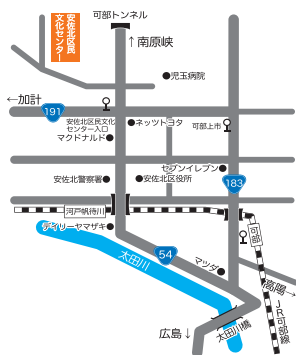 可部トンネル
安佐北区民
文化センター
↑南原峡
児玉病院
←加計
191
安佐北区民文化
センター入口
ネッツトヨタ
可部上市
マクドナルド
セブンイレブン
安佐北警察署
安佐北区役所
183
河戸帆待川
デイリーヤマザキ
可部
太田川
54
マツダ
高陽→
JR可部線
広島↓
太田川橋